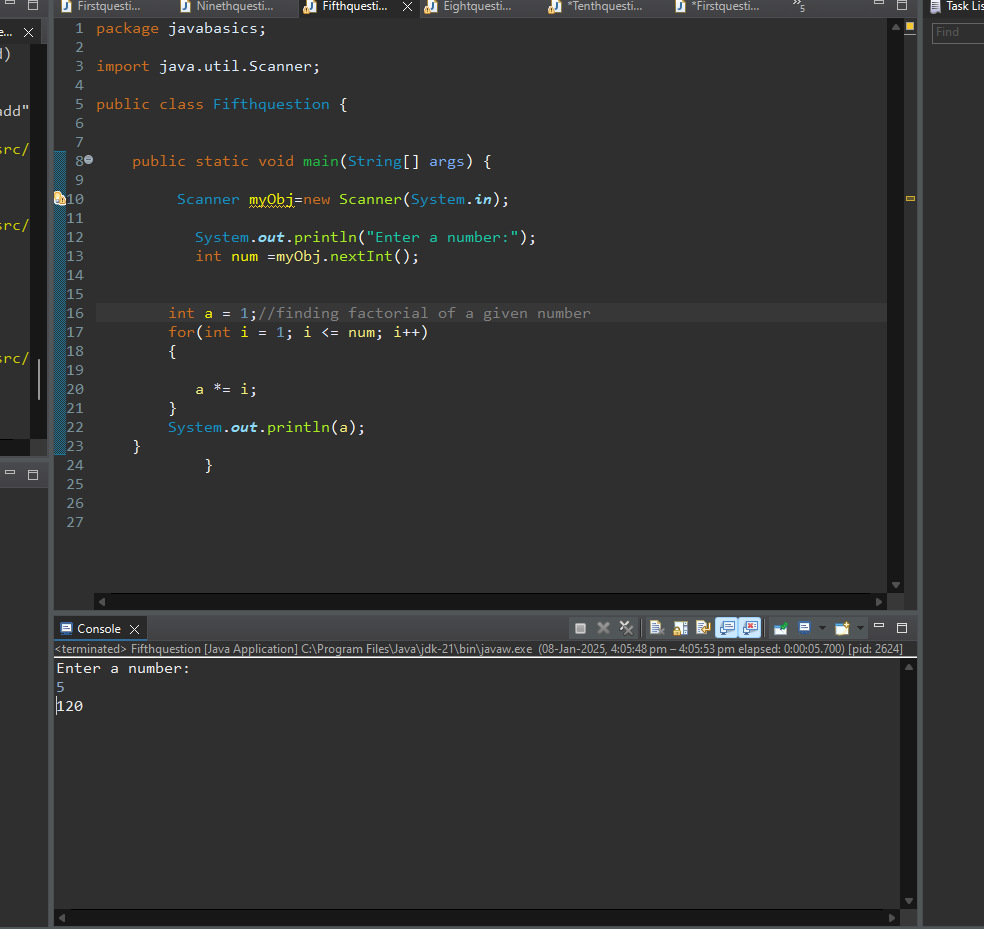 Firstquesti...
Ninethquesti...
Fifthquesti...
Eightquesti...
*Tenthquesti...
*Firstquesti...
5
Task Lis
e...
Find
)
add"
src/
src/
src/
1 package javabasics;
2
3 import java.util.Scanner;
4
5 public class Fifthquestion {
6
7
8 public static void main(String[] args) {
9
10 Scanner myObj=new Scanner(System.in);
11
12 System.out.println("Enter a number:");
13 int num =myObj.nextInt();
14
15
16 int a = 1;//finding factorial of a given number
17 for(int i = 1; i <= num; i++)
18 {
19
20 a *= i;
21 }
22 System.out.println(a);
23 }
24 }
25
26
27
Console
<terminated> Fifthquestion [Java Application] C:\Program Files\Java\jdk-21\bin\javaw.exe (08-Jan-2025, 4:05:48 pm – 4:05:53 pm elapsed: 0:00:05.700) [pid: 2624]
Enter a number:
5
120